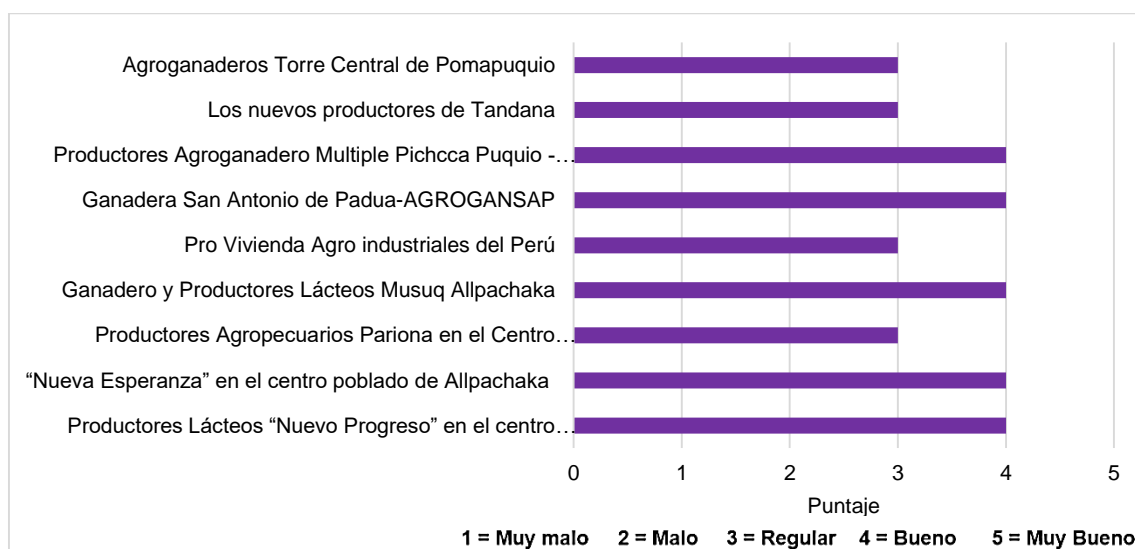 Agroganaderos Torre Central de Pomapuquio
Los nuevos productores de Tandana
Productores Agroganadero Multiple Pichcca Puquio -…
Ganadera San Antonio de Padua-AGROGANSAP
Pro Vivienda Agro industriales del Perú
Ganadero y Productores Lácteos Musuq Allpachaka
Productores Agropecuarios Pariona en el Centro…
“Nueva Esperanza” en el centro poblado de Allpachaka
Productores Lácteos “Nuevo Progreso” en el centro…
0 1 2 3 4 5
Puntaje
1 = Muy malo 2 = Malo 3 = Regular 4 = Bueno 5 = Muy Bueno